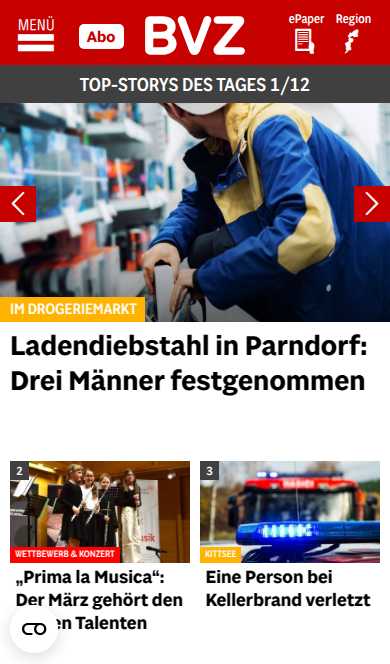 MENÜ
Abo
BVZ
ePaper
Region
TOP-STORYS DES TAGES 1/12
IM DROGERIEMARKT
Ladendiebstahl in Parndorf:
Drei Männer festgenommen
2
WETTBEWERB & KONZERT
„Prima la Musica“:
Der März gehört den
en Talenten
3
KITTSEE
Eine Person bei
Kellerbrand verletzt